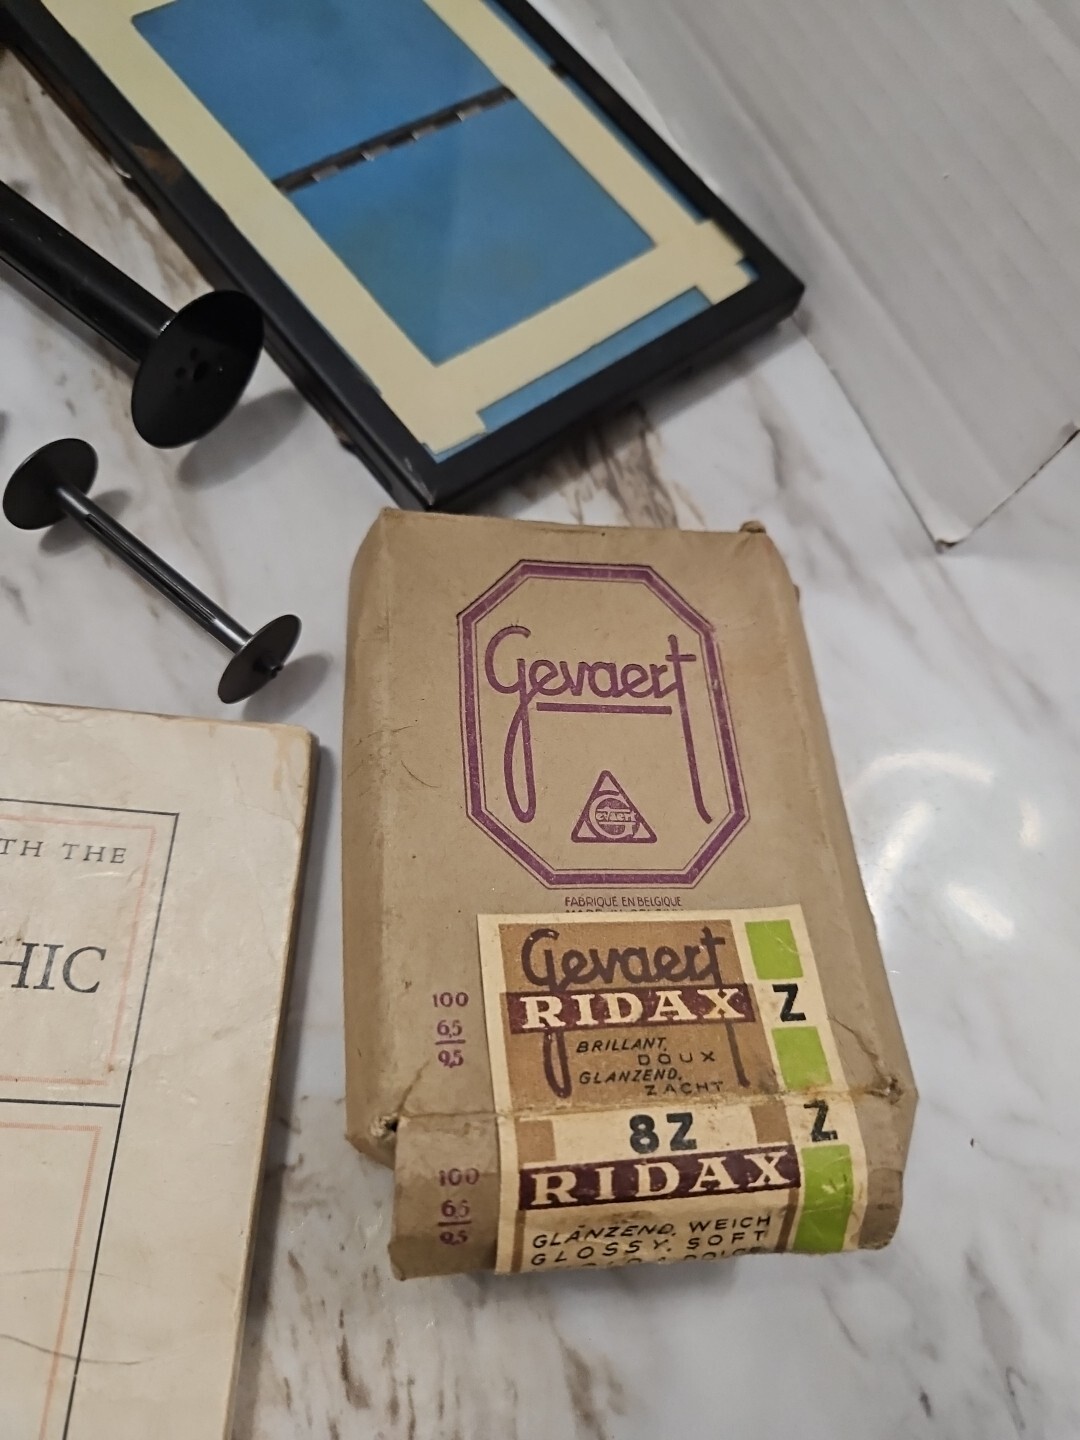 TH THE
HIC
Gevaert
Gevaert
FABRIQUE EN BELGIQUE
Gevaert
RIDAX
Z
BRILLANT,
DOUX
GLANZEND,
ZACHT
100
6,5
9,5
8Z
Z
RIDAX
GLÄNZEND, WEICH
GLOSSY, SOFT
100
6,5
9,5